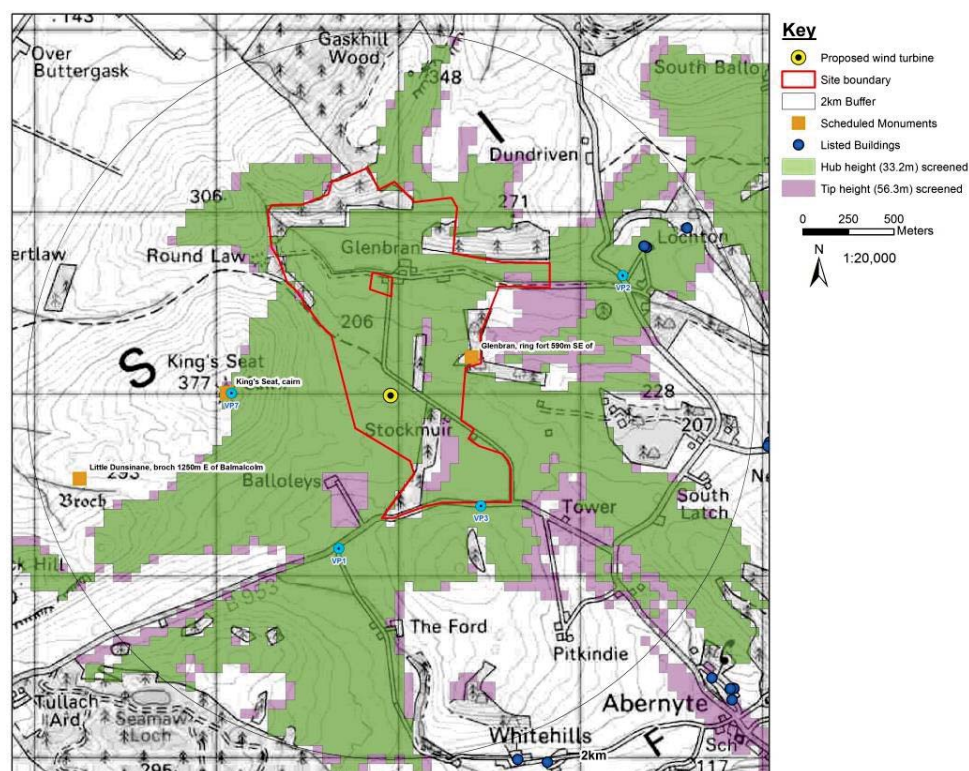 143
Over
Buttergask
Gaskhill
Wood
348
South Ballo
Dundriven
306
271
Glenbran
Lochton
ertlaw
Round Law
VP2
206
S
King's Seat
377
King's Seat, cairn
VP7
Glenbran, ring fort 590m SE of
228
207
Stockmuir
Little Dunsinane, broch 1250m E of Balmalcolm
293
Broch
Balloleys
Tower
South
Latch
Ne
VP3
VP1
k Hill
B 953
The Ford
Pitkindie
Tullach
Ard
Seamaw
Loch
Abernyte
Whitehills
2km
F
Sch
117
295
Key
Proposed wind turbine
Site boundary
2km Buffer
Scheduled Monuments
Listed Buildings
Hub height (33.2m) screened
Tip height (56.3m) screened
0 250 500
Meters
N
1:20,000